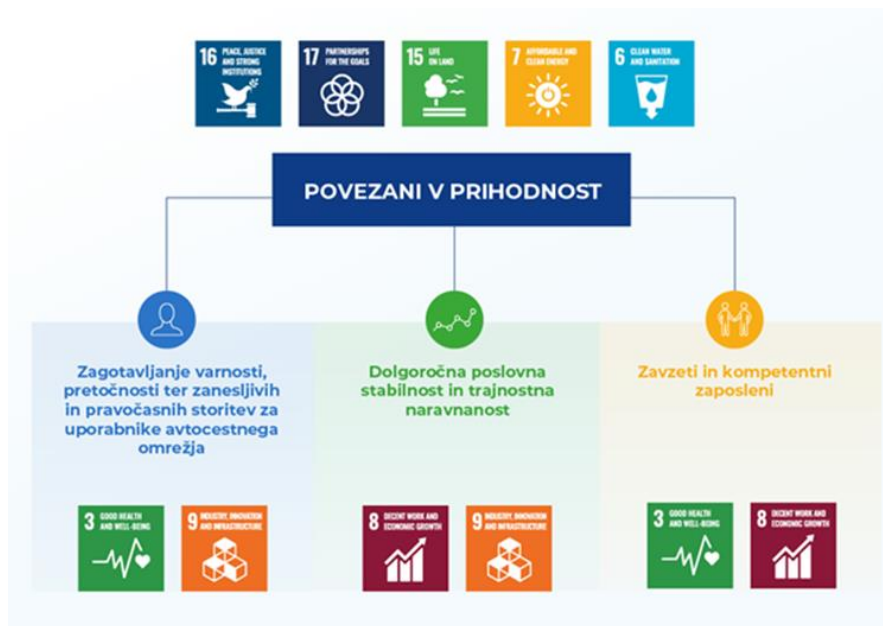 16 PEACE, JUSTICE
AND STRONG
INSTITUTIONS
17 PARTNERSHIPS
FOR THE GOALS
15 LIFE
ON LAND
7 AFFORDABLE AND
CLEAN ENERGY
6 CLEAN WATER
AND SANITATION
POVEZANI V PRIHODNOST
Zagotavljanje varnosti,
pretočnosti ter zanesljivih
in pravočasnih storitev za
uporabnike avtocestnega
omrežja
3 GOOD HEALTH
AND WELL-BEING
9 INDUSTRY, INNOVATION
AND INFRASTRUCTURE
Dolgoročna poslovna
stabilnost in trajnostna
naravnanost
8 DECENT WORK AND
ECONOMIC GROWTH
9 INDUSTRY, INNOVATION
AND INFRASTRUCTURE
Zavzeti in kompetentni
zaposleni
3 GOOD HEALTH
AND WELL-BEING
8 DECENT WORK AND
ECONOMIC GROWTH